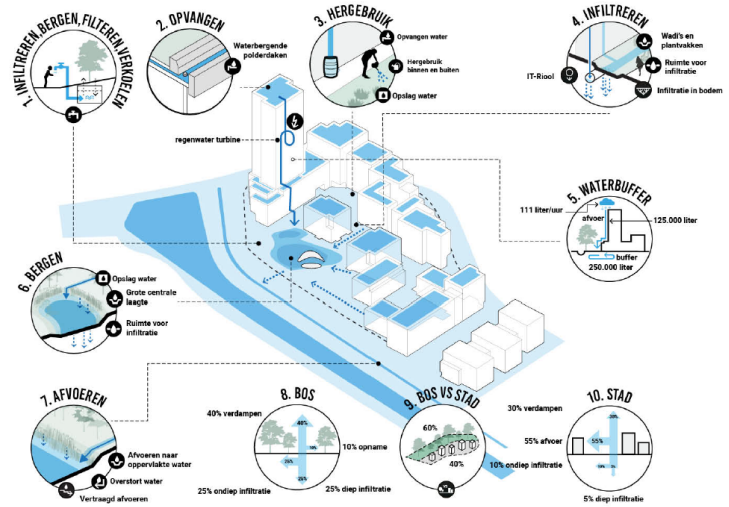 1. INFILTREREN, BERGEN, FILTEREN, VERKOELEN
2. OPVANGEN
Waterbergende
polderdaken
3. HERGEBRUIK
Opvangen water
Hergebruik
binnen en buiten
Opslag water
4. INFILTREREN
Wadi's en
plantvakken
Ruimte voor
infiltratie
IT-Riool
Infiltratie in bodem
regenwater turbine
5. WATERBUFFER
111 liter/uur
afvoer
125.000 liter
buffer
250.000 liter
6. BERGEN
Opslag water
Grote centrale
laagte
Ruimte voor
infiltratie
7. AFVOEREN
Afvoeren naar
oppervlakte water
Overstort water
Vertraagd afvoeren
8. BOS
40% verdampen
40%
10% opname
25%
25%
25% ondiep infiltratie
25% diep infiltratie
9. BOS VS STAD
60%
40%
10. STAD
30% verdampen
30%
55% afvoer
55%
10% ondiep infiltratie
5% diep infiltratie